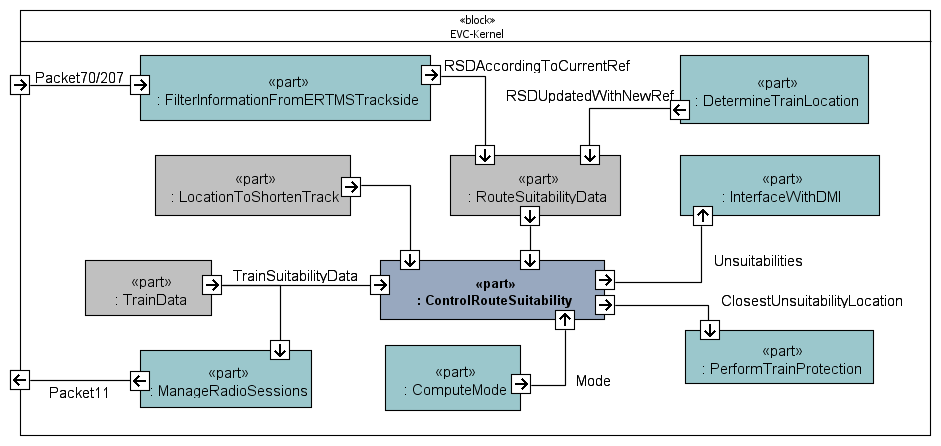 «block»
EVC-Kernel
Packet70/207
«part»
: FilterInformationFromERTMSTrackside
RSDAccordingToCurrentRef
RSDUpdatedWithNewRef
«part»
: DetermineTrainLocation
«part»
: LocationToShortenTrack
«part»
: RouteSuitabilityData
«part»
: InterfaceWithDMI
«part»
: TrainData
TrainSuitabilityData
«part»
: ControlRouteSuitability
Unsuitabilities
ClosestUnsuitabilityLocation
Packet11
«part»
: ManageRadioSessions
«part»
: ComputeMode
Mode
«part»
: PerformTrainProtection